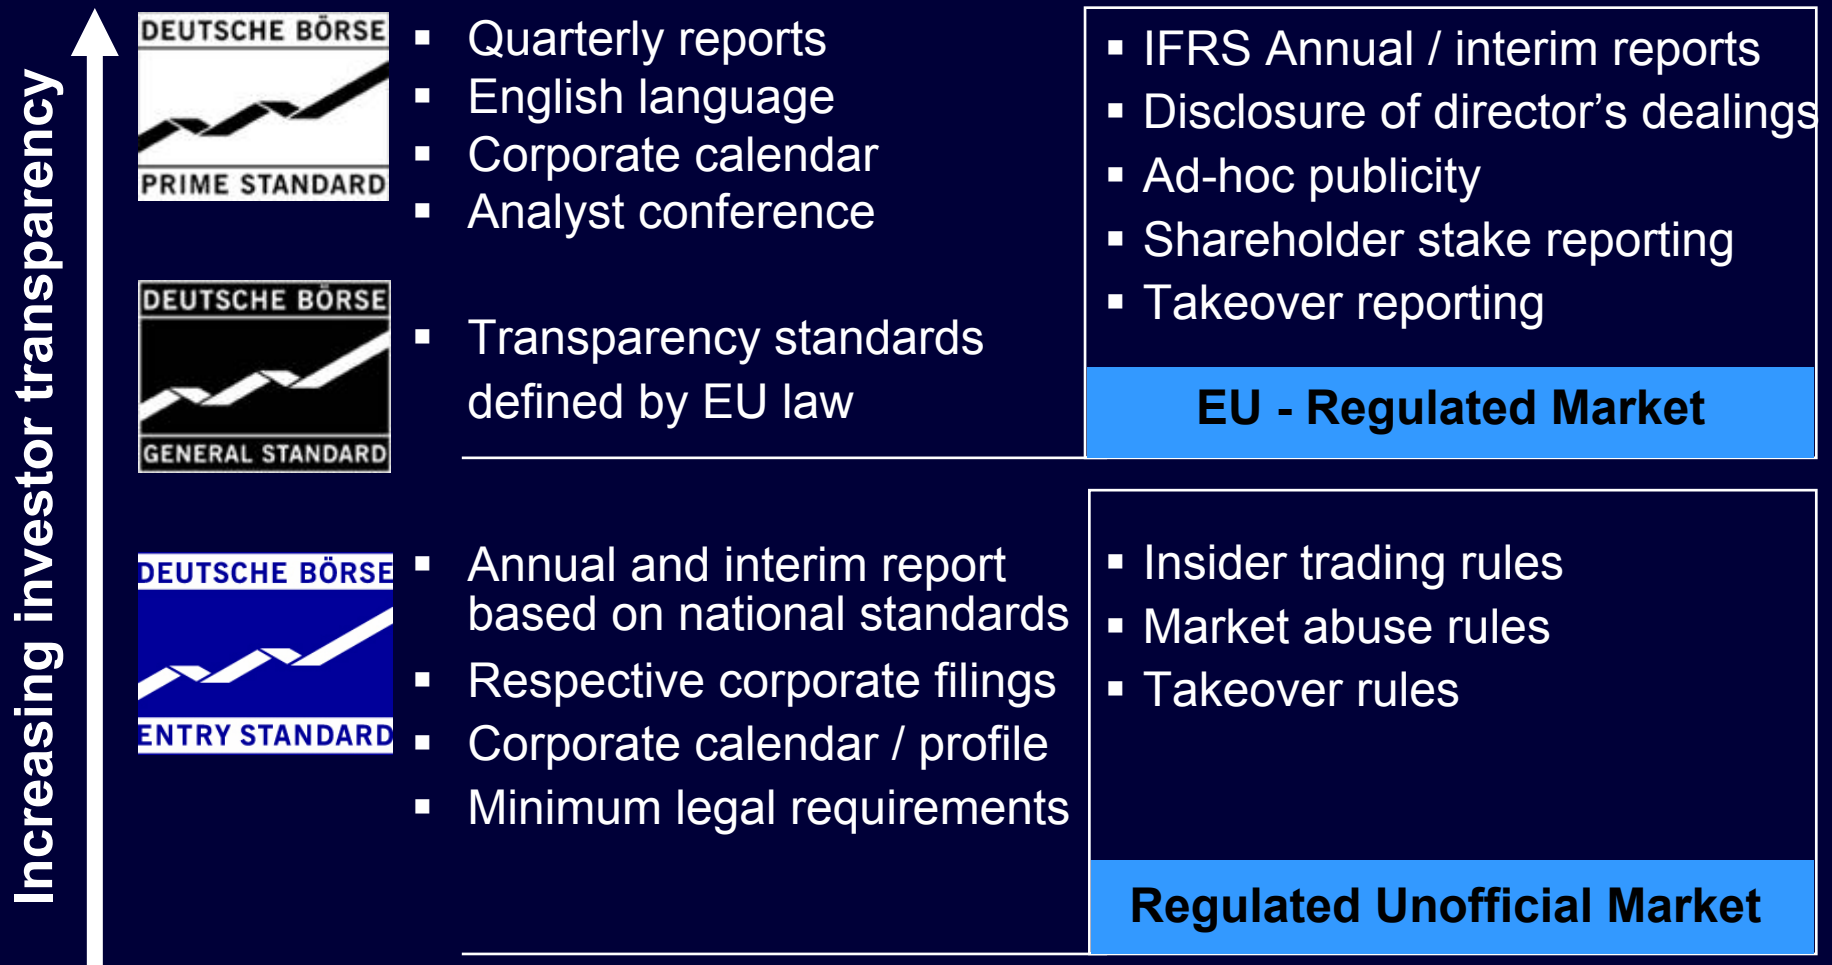 Increasing investor transparency
DEUTSCHE BÖRSE
PRIME STANDARD
▪ Quarterly reports
▪ English language
▪ Corporate calendar
▪ Analyst conference
DEUTSCHE BÖRSE
GENERAL STANDARD
▪ Transparency standards
defined by EU law
▪ IFRS Annual / interim reports
▪ Disclosure of director’s dealings
▪ Ad-hoc publicity
▪ Shareholder stake reporting
▪ Takeover reporting
EU - Regulated Market
DEUTSCHE BÖRSE
ENTRY STANDARD
▪ Annual and interim report
based on national standards
▪ Respective corporate filings
▪ Corporate calendar / profile
▪ Minimum legal requirements
▪ Insider trading rules
▪ Market abuse rules
▪ Takeover rules
Regulated Unofficial Market